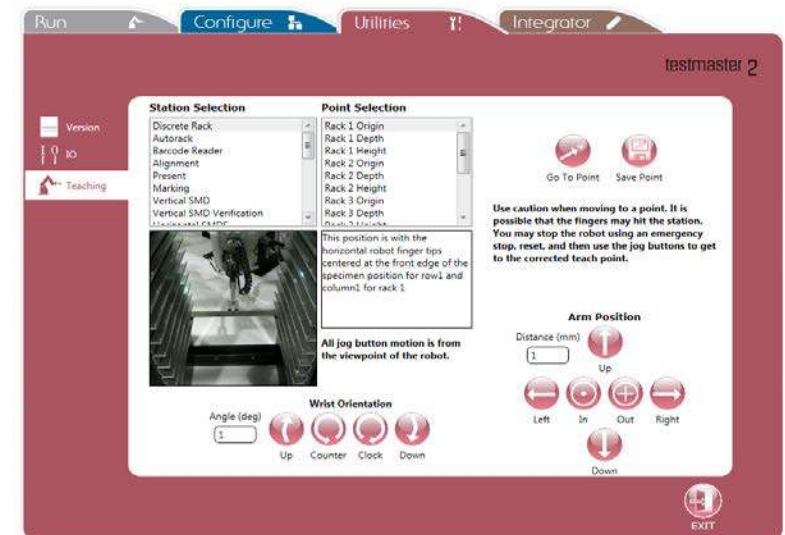 Run
Configure
Utilities
Integrator
testmaster 2
Version
IO
Teaching
Station Selection
Discrete Rack
Autorack
Barcode Reader
Alignment
Present
Marking
Vertical SMD
Vertical SMD Verification
Horizontal SMDS
Point Selection
Rack 1 Origin
Rack 1 Depth
Rack 1 Height
Rack 2 Origin
Rack 2 Depth
Rack 2 Height
Rack 3 Origin
Rack 3 Depth
Rack 3 Height
This position is with the
horizontal robot finger tips
centered at the front edge of the
specimen position for row1 and
column1 for rack 1
All jog button motion is from
the viewpoint of the robot.
Wrist Orientation
Angle (deg)
1
Up
Counter
Clock
Down
Go To Point
Save Point
Use caution when moving to a point. It is
possible that the fingers may hit the station.
You may stop the robot using an emergency
stop, reset, and then use the jog buttons to get
to the corrected teach point.
Arm Position
Distance (mm)
1
Up
Left
In
Out
Right
Down
EXIT